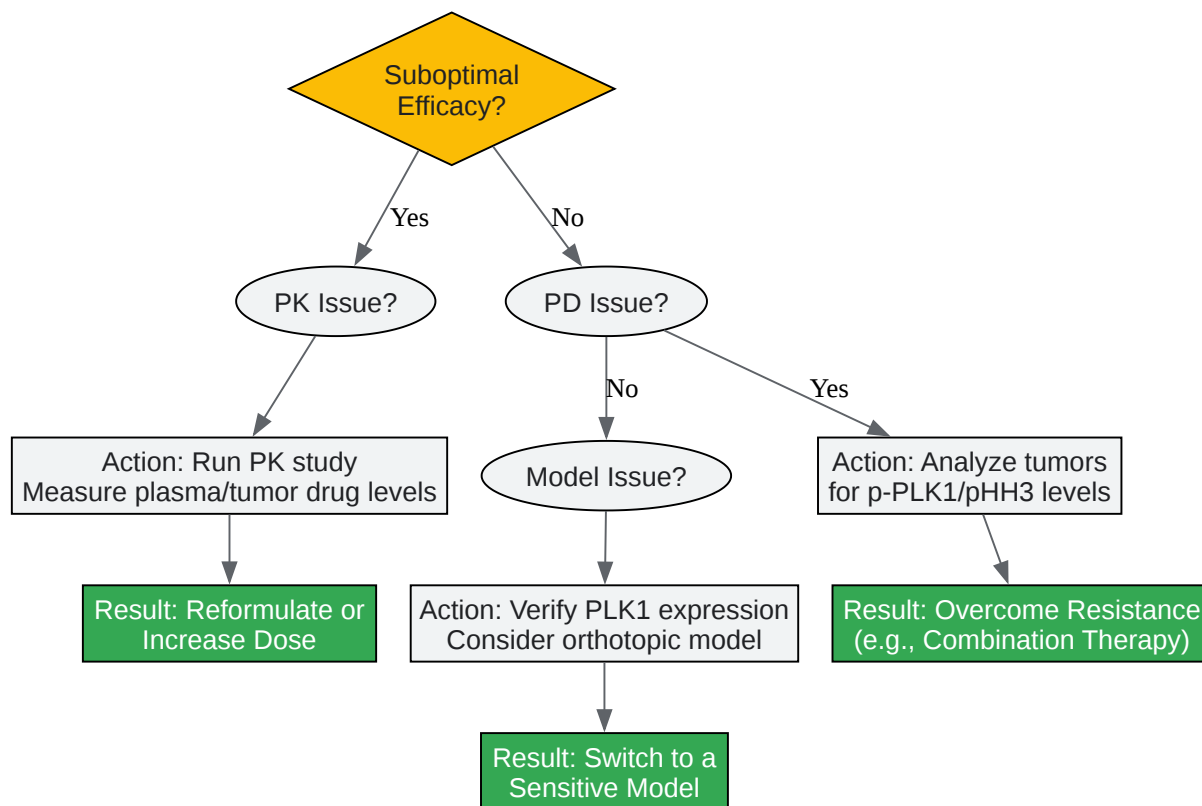 Suboptimal
Efficacy?
Yes
No
PK Issue?
PD Issue?
No
Yes
Action: Run PK study
Measure plasma/tumor drug levels
Model Issue?
Action: Analyze tumors
for p-PLK1/pHH3 levels
Result: Reformulate or
Increase Dose
Action: Verify PLK1 expression
Consider orthotopic model
Result: Overcome Resistance
(e.g., Combination Therapy)
Result: Switch to a
Sensitive Model